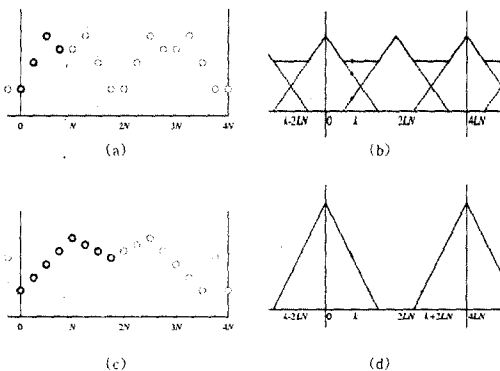 0 N 2N 3N 4N
(a)
k-2LN 0 k 2LN 4LN
(b)
0 N 2N 3N 4N
(c)
k-2LN 0 k 2LN k+2LN 4LN
(d)